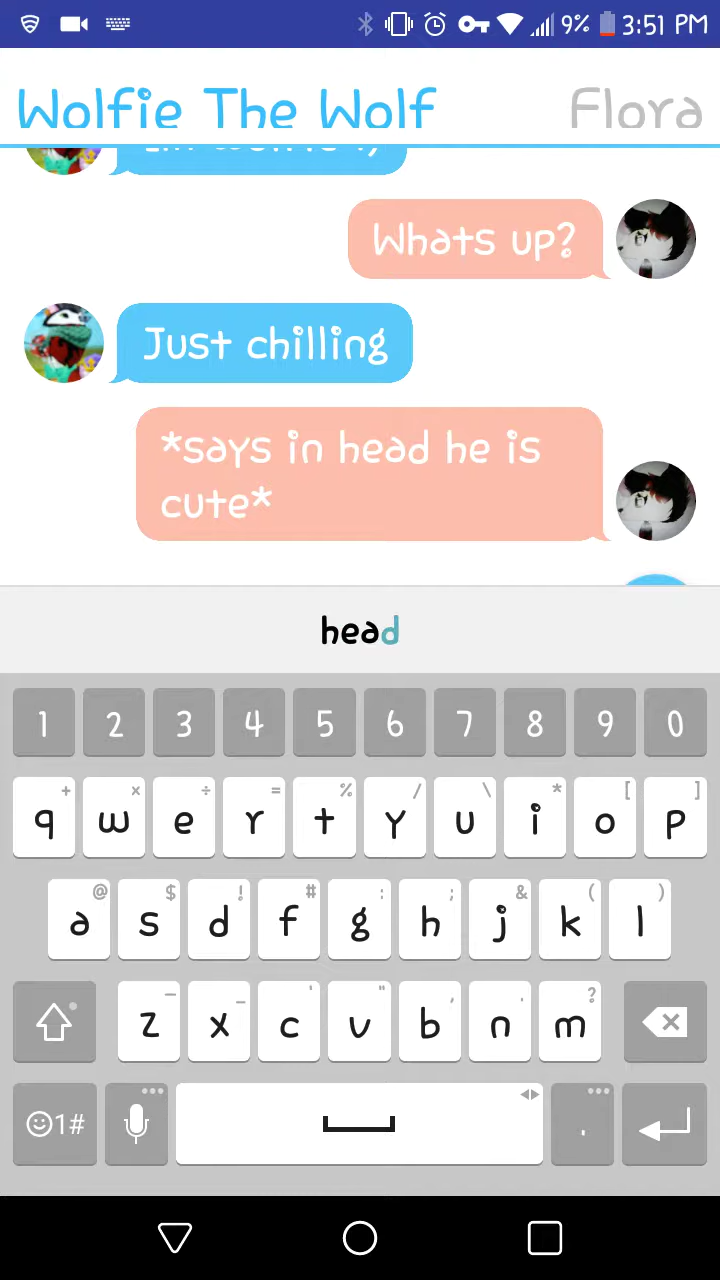 9% 3:51 PM
Wolfie The Wolf Flora
Whats up?
Just chilling
*says in head he is
cute*
head
1 2 3 4 5 6 7 8 9 0
+ × ÷ = % / \ * [ ]
q w e r t y u i o p
@ $ ! # : ; & ( )
a s d f g h j k l
– _ ' " , . ?
z x c v b n m
1# .